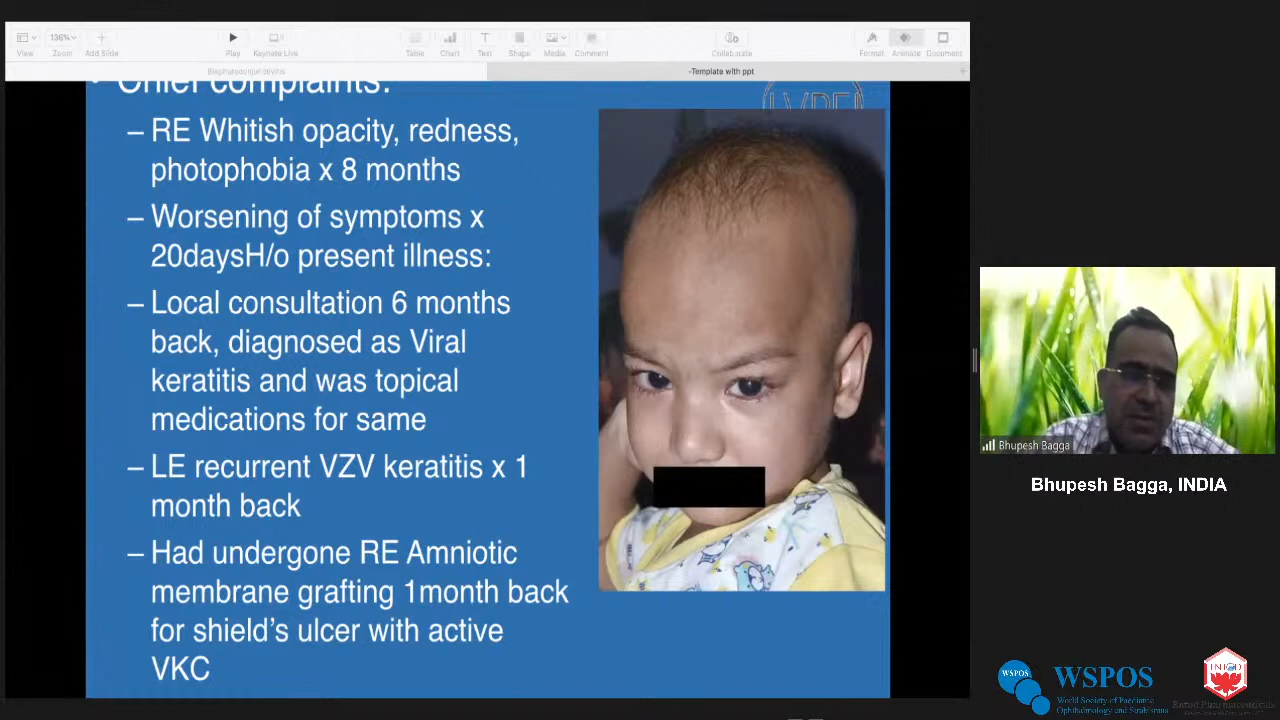 136%
View
Zoom
Add Slide
Play
Keynote Live
Table
Chart
Text
Shape
Media
Comment
Collaborate
Format
Animate
Document
-Template with ppt
Chief complaints:
– RE Whitish opacity, redness,
photophobia x 8 months
– Worsening of symptoms x
20daysH/o present illness:
– Local consultation 6 months
back, diagnosed as Viral
keratitis and was topical
medications for same
– LE recurrent VZV keratitis x 1
month back
– Had undergone RE Amniotic
membrane grafting 1month back
for shield's ulcer with active
VKC
Bhupesh Bagga
Bhupesh Bagga, INDIA
WSPOS
WSPOS
World Society of Paediatric
Ophthalmology and Strabismus